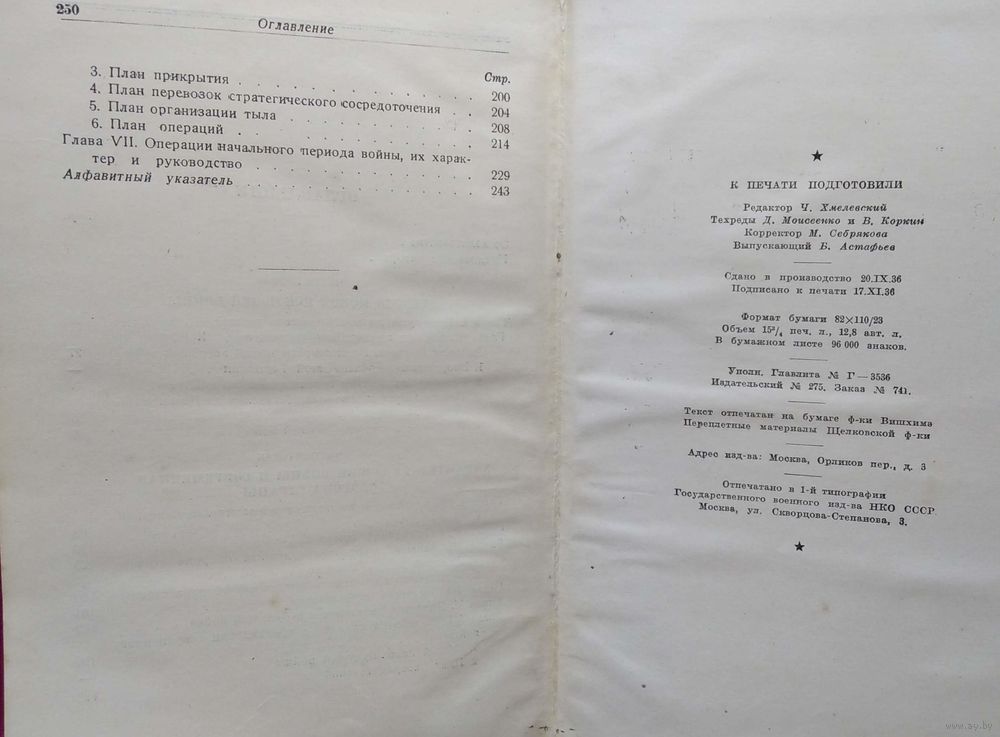 250
Оглавление
Стр.
3. План прикрытия . . . . . . . . . . . 200
4. План перевозок стратегического сосредоточения . . 204
5. План организации тыла . . . . . . . . . 208
6. План операций . . . . . . . . . . . 214
Глава VII. Операции начального периода войны, их харак-
тер и руководство . . . . . . . . . . . 229
Алфавитный указатель . . . . . . . . . . . 243
★
К ПЕЧАТИ ПОДГОТОВИЛИ
Редактор Ч. Хмелевский
Техреды Д. Моисеенко и В. Коркин
Корректор М. Себрякова
Выпускающий Б. Астафьев
Сдано в производство 20.IX.36
Подписано к печати 17.XI.36
Формат бумаги 82×110/23
Объем 15³/₄ печ. л., 12,8 авт. л.
В бумажном листе 96 000 знаков.
Уполн. Главлита № Г — 3536
Издательский № 275. Заказ № 741.
Текст отпечатан на бумаге ф-ки Вишхимз
Переплетные материалы Щелковской ф-ки
Адрес изд-ва: Москва, Орликов пер., д. 3
Отпечатано в 1-й типографии
Государственного военного изд-ва НКО СССР.
Москва, ул. Скворцова-Степанова, 3.
★
www.ay.by